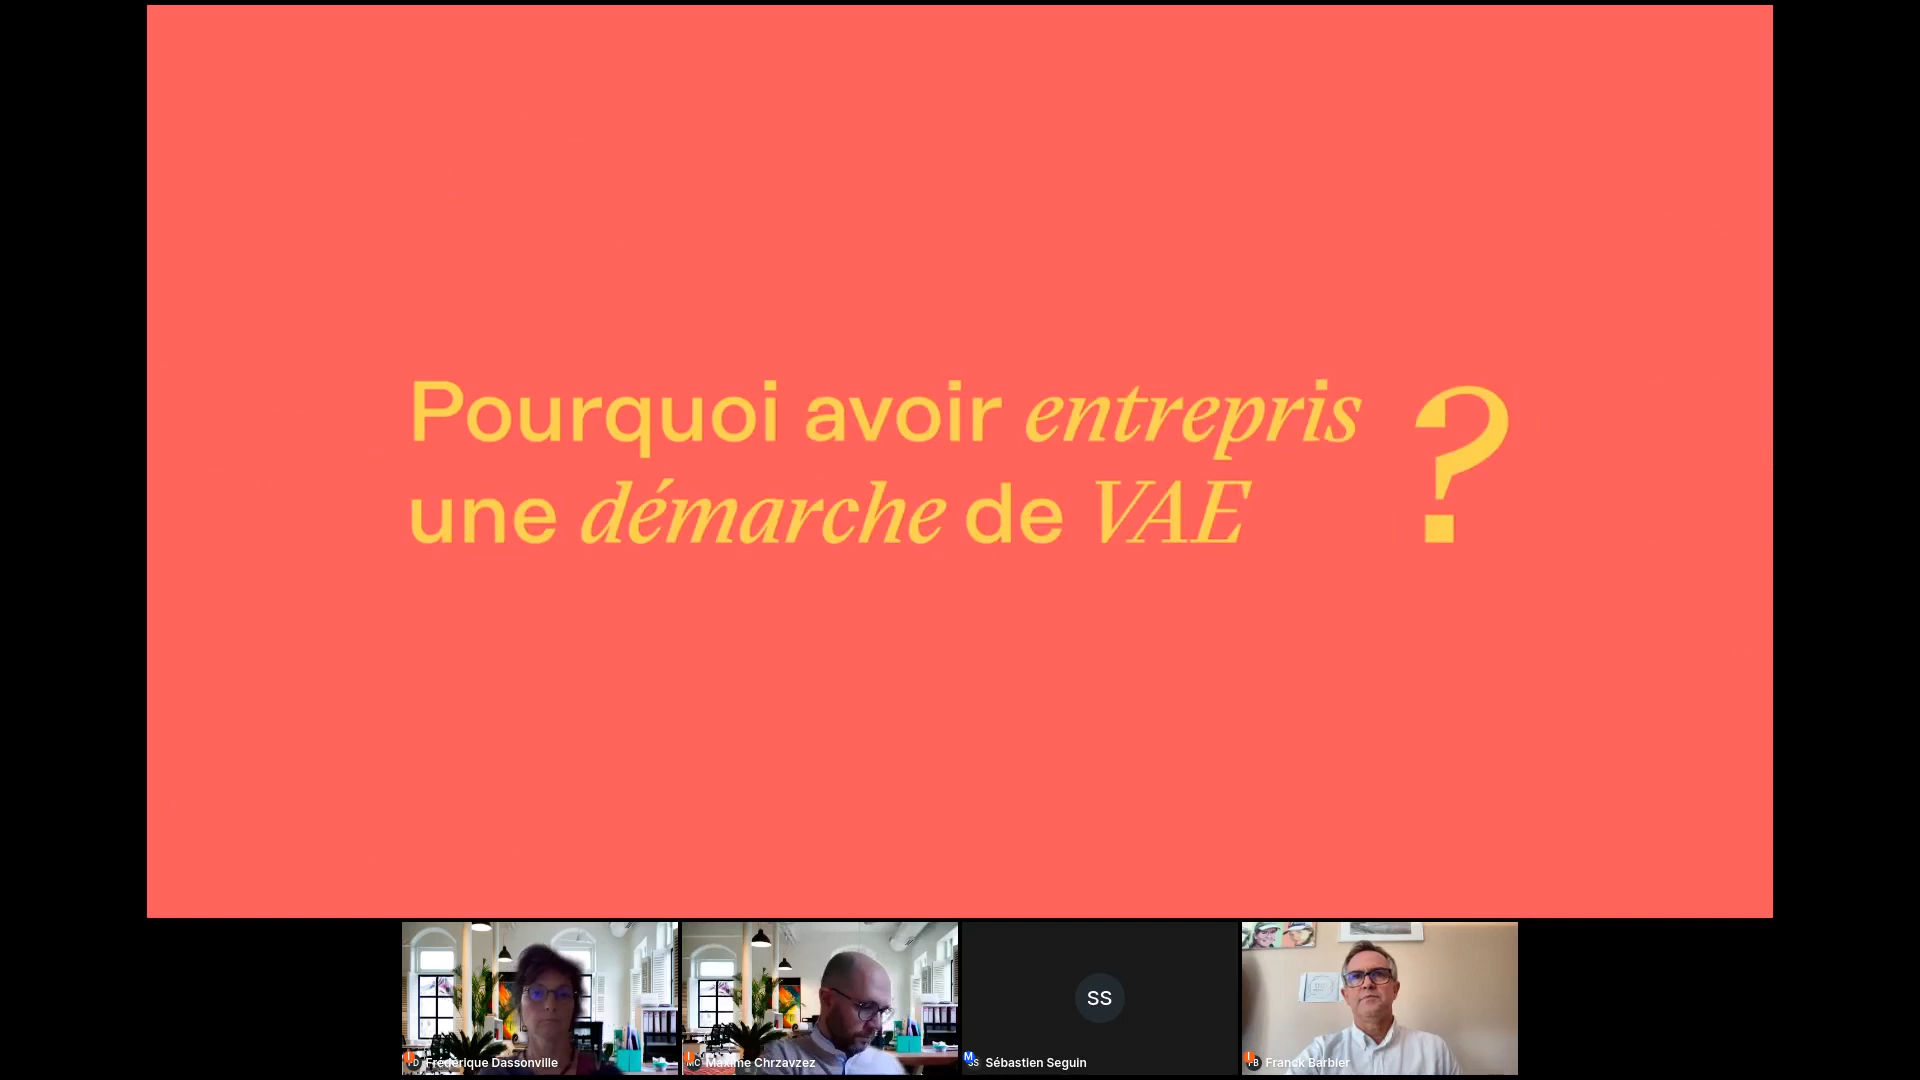 Pourquoi avoir entrepris
une démarche de VAE ?
Frédérique Dassonville
Maxime Chrzavzez
SS
Sébastien Seguin
Franck Barbier